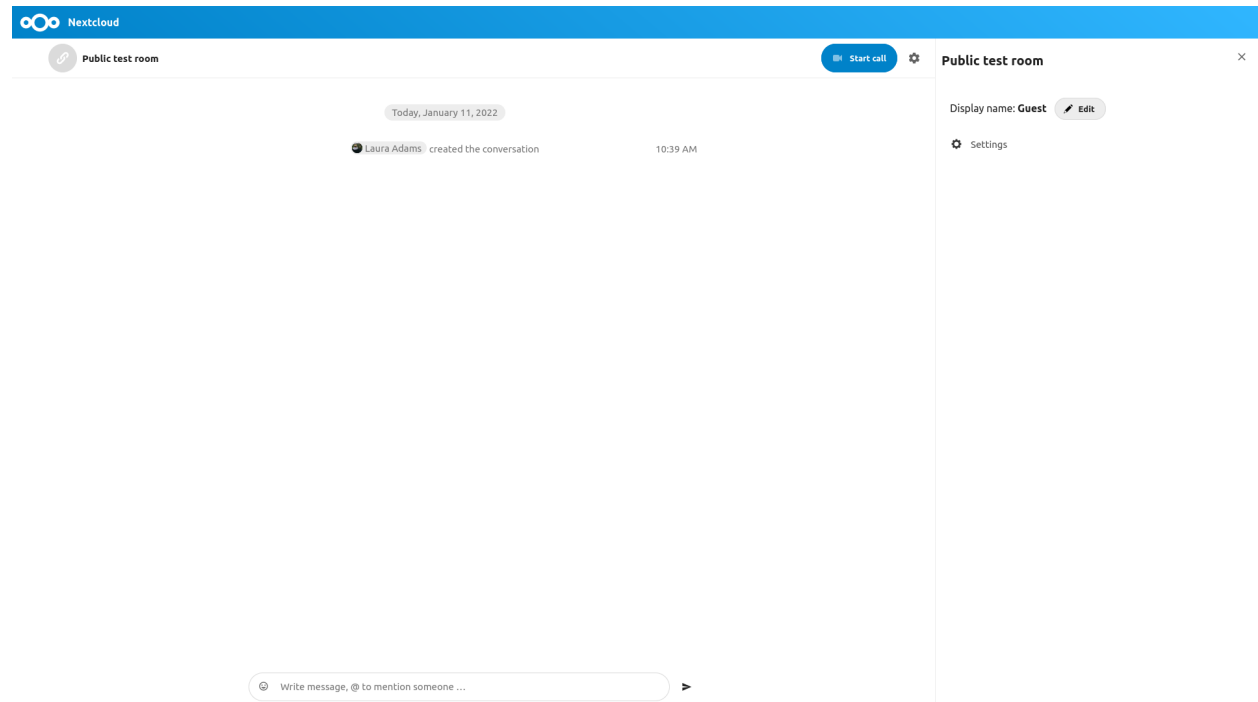 Nextcloud
Public test room
Start call
Today, January 11, 2022
Laura Adams created the conversation 10:39 AM
Write message, @ to mention someone ...
Public test room
Display name: Guest Edit
Settings